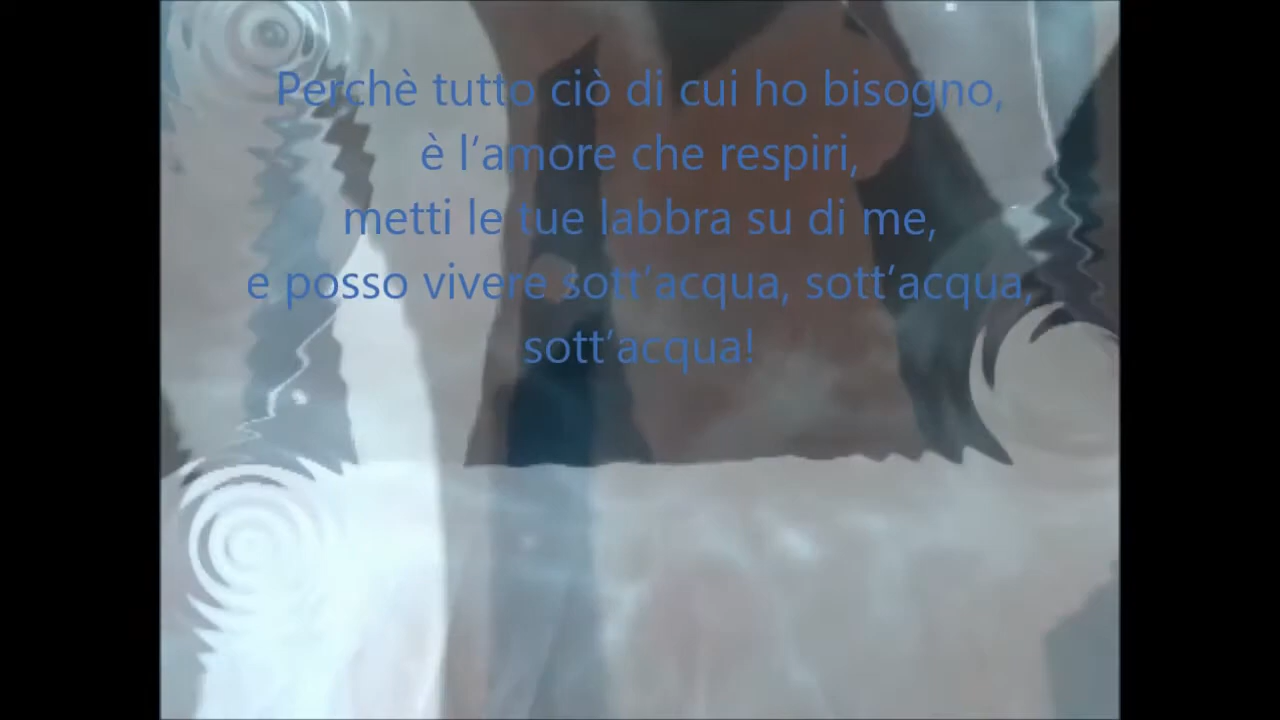 Perchè tutto ciò di cui ho bisogno,
è l'amore che respiri,
metti le tue labbra su di me,
e posso vivere sott'acqua, sott'acqua,
sott'acqua!